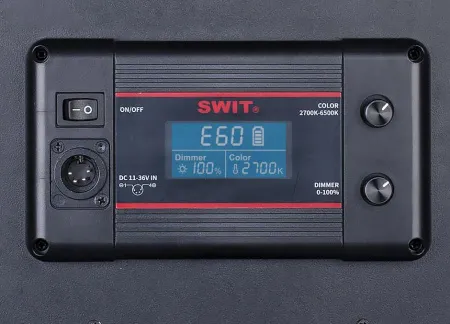 SWIT®
ON/OFF
COLOR
2700K-6500K
E60
Dimmer
100%
Color
2700K
DC 11-36V IN
DIMMER
0-100%